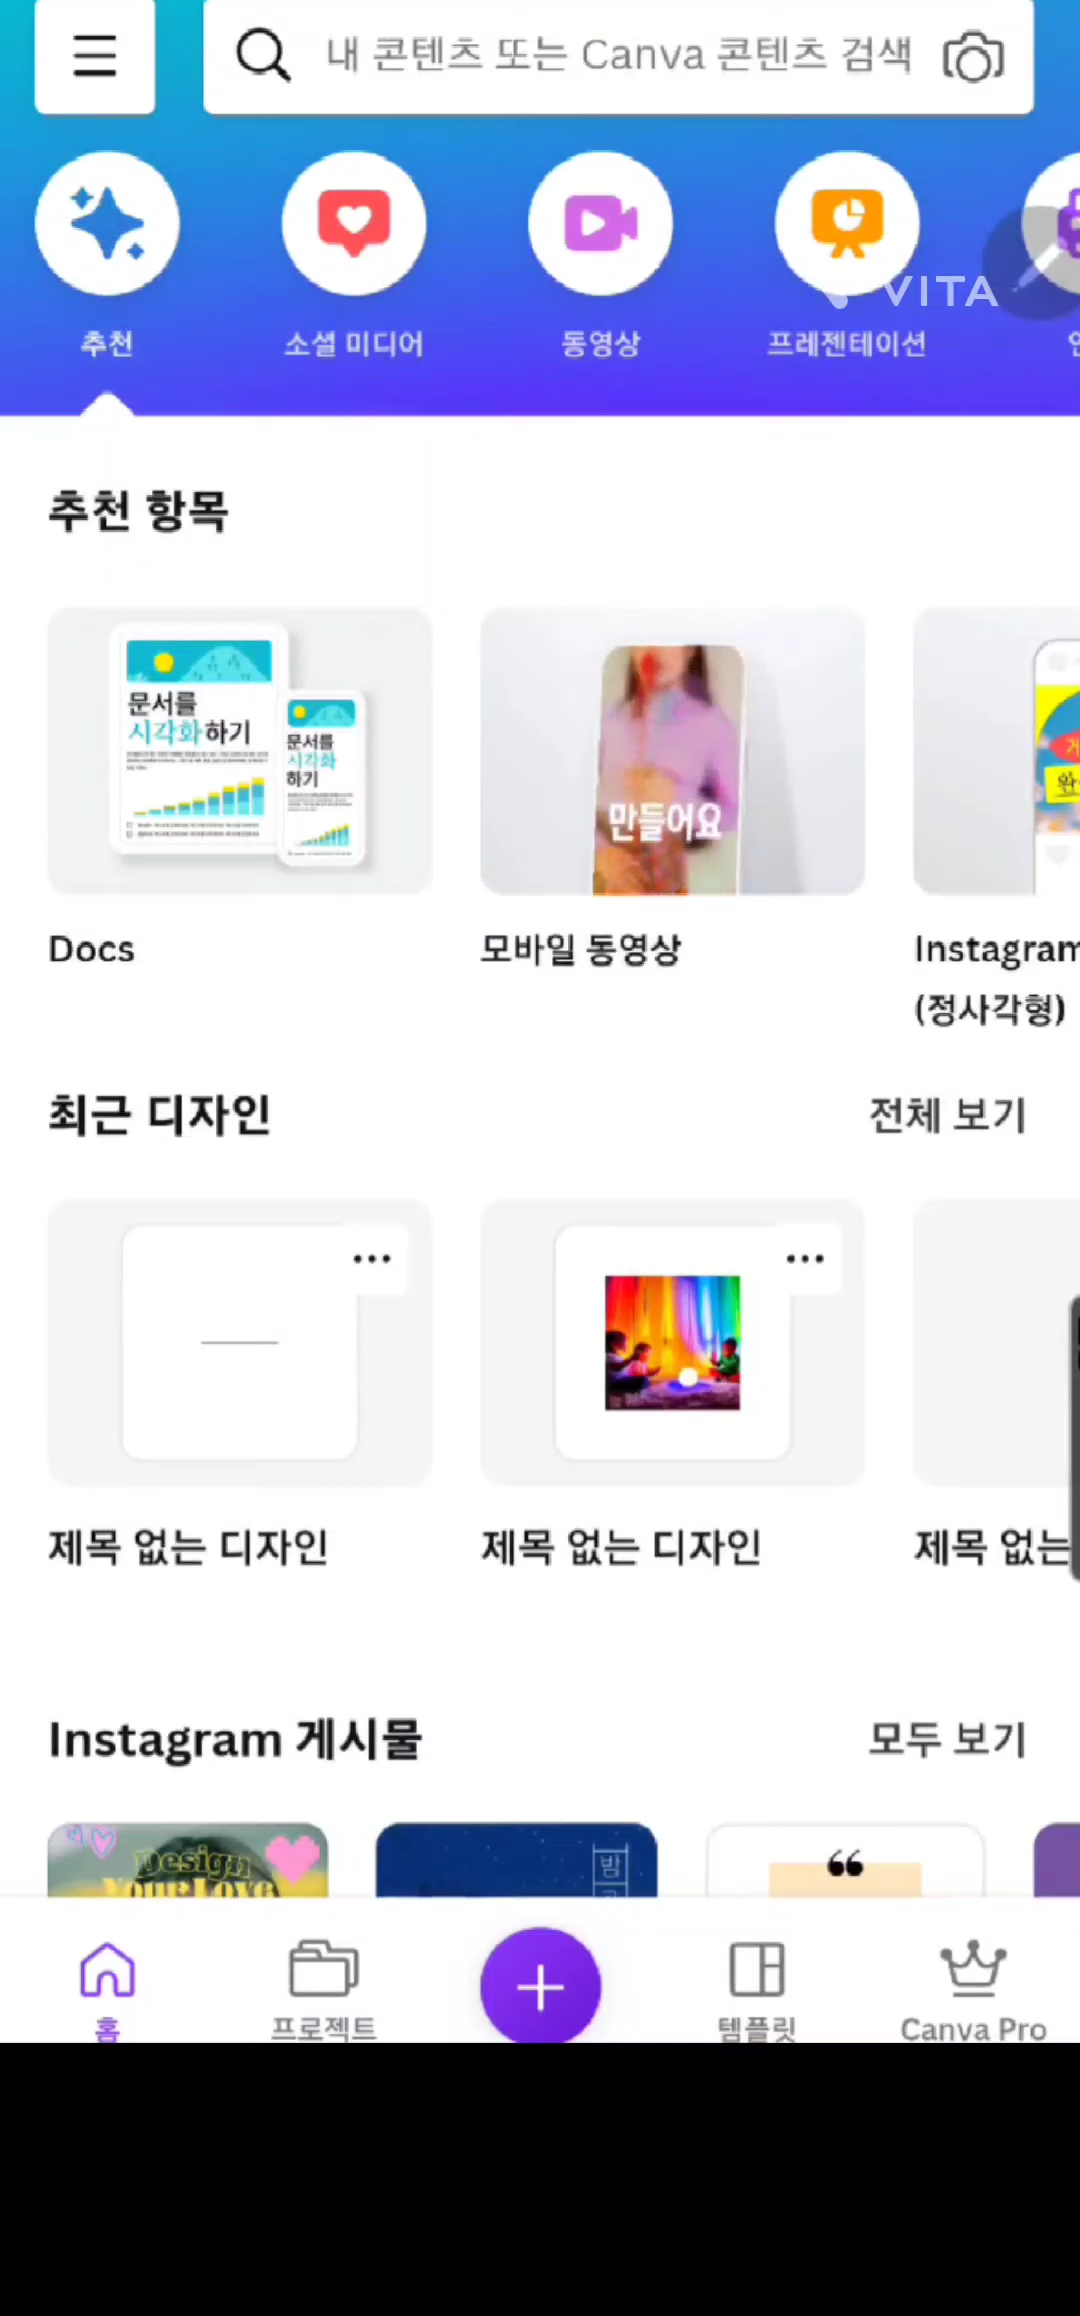 내 콘텐츠 또는 Canva 콘텐츠 검색
추천
소셜 미디어
동영상
프레젠테이션
VITA
추천 항목
문서를
시각화하기
문서를
시각화
하기
만들어요
Docs
모바일 동영상
Instagram
(정사각형)
최근 디자인
전체 보기
제목 없는 디자인
제목 없는 디자인
제목 없는
Instagram 게시물
모두 보기
Design
Your Love
밤
홈
프로젝트
템플릿
Canva Pro